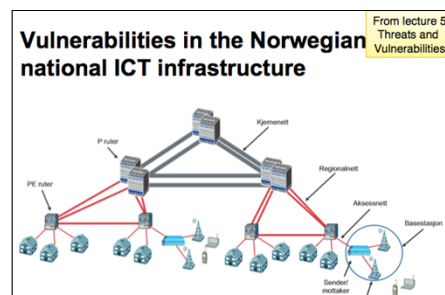 Vulnerabilities in the Norwegian
national ICT infrastructure
From lecture 5
Threats and
Vulnerabilities
Kjernenett
P ruter
Regionalnett
PE ruter
Aksessnett
Basestasjon
Sender/
mottaker